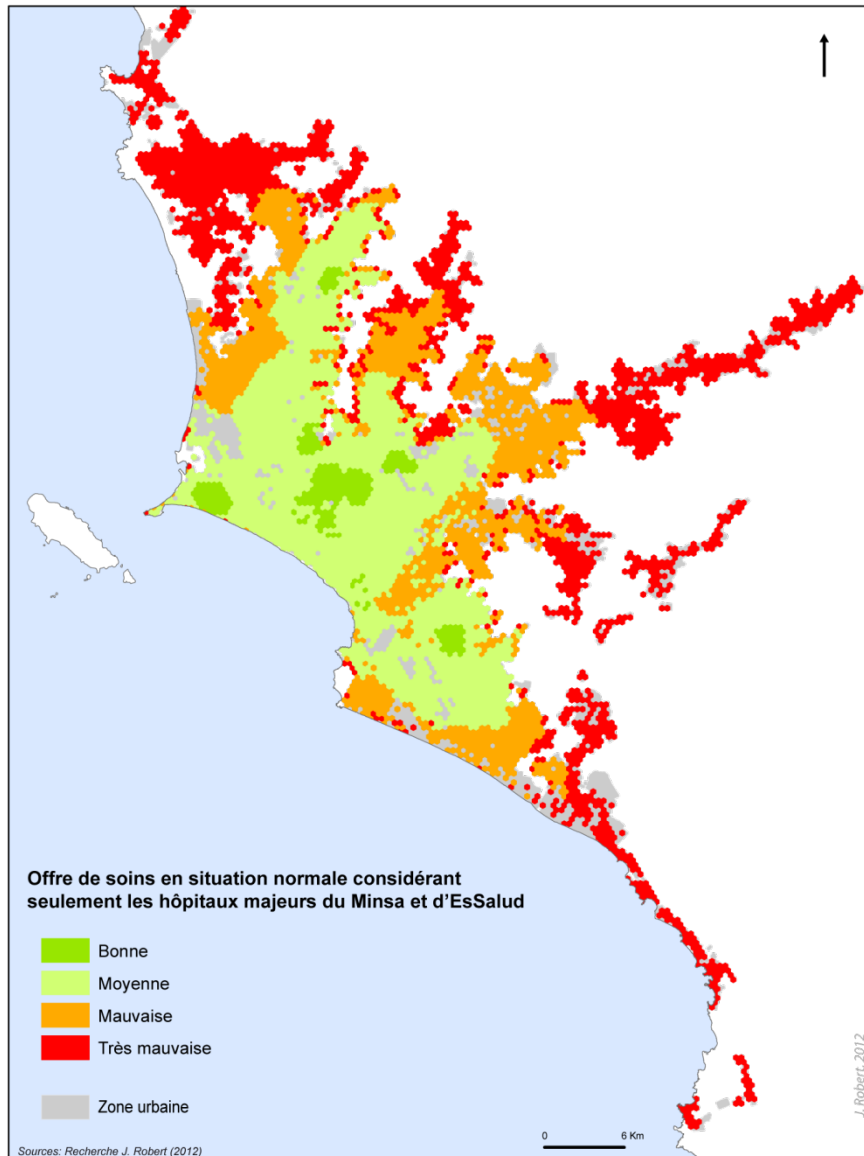 Offre de soins en situation normale considérant
seulement les hôpitaux majeurs du Minsa et d'EsSalud
Bonne
Moyenne
Mauvaise
Très mauvaise
Zone urbaine
0 6 Km
Sources: Recherche J. Robert (2012)
J. Robert, 2012